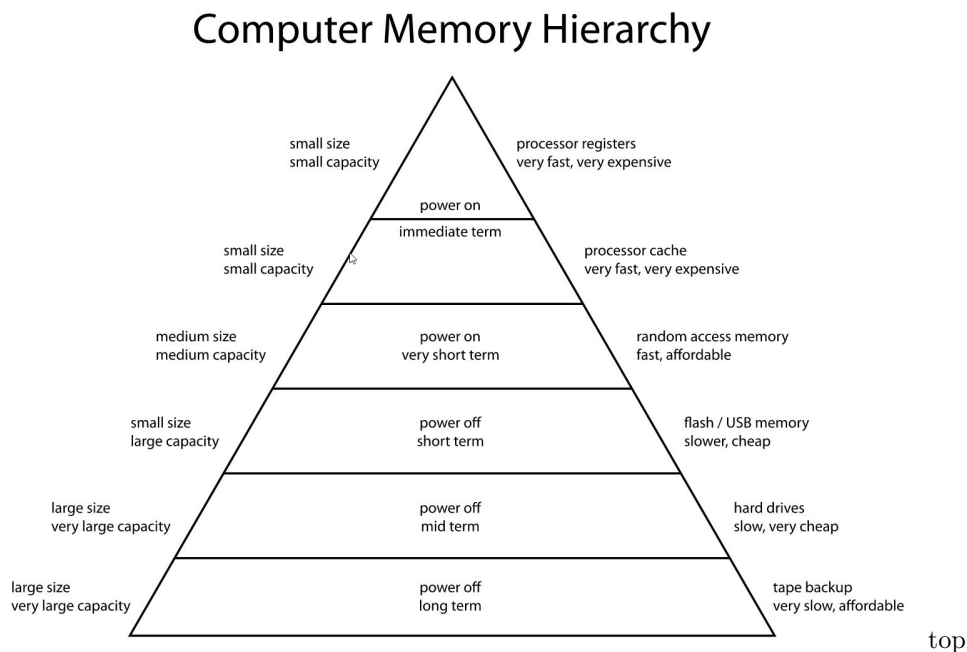 Computer Memory Hierarchy
small size
small capacity
processor registers
very fast, very expensive
power on
immediate term
small size
small capacity
processor cache
very fast, very expensive
medium size
medium capacity
power on
very short term
random access memory
fast, affordable
small size
large capacity
power off
short term
flash / USB memory
slower, cheap
large size
very large capacity
power off
mid term
hard drives
slow, very cheap
large size
very large capacity
power off
long term
tape backup
very slow, affordable
top